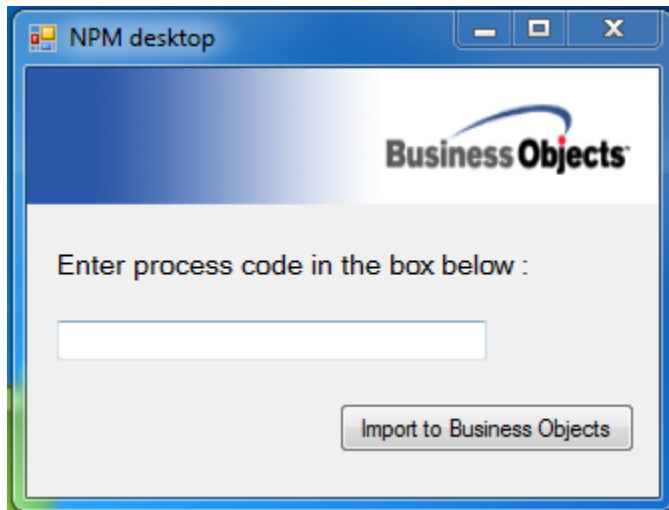 NPM desktop
Business Objects
Enter process code in the box below :
Import to Business Objects